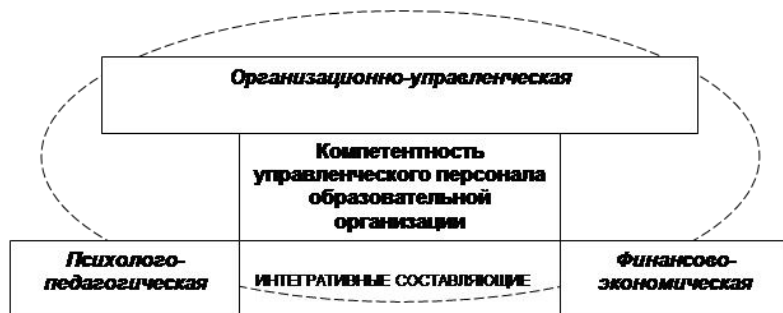 Организационно-управленческая
Компетентность
управленческого персонала
образовательной
организации
Психолого-
педагогическая
ИНТЕГРАТИВНЫЕ СОСТАВЛЯЮЩИЕ
Финансово-
экономическая